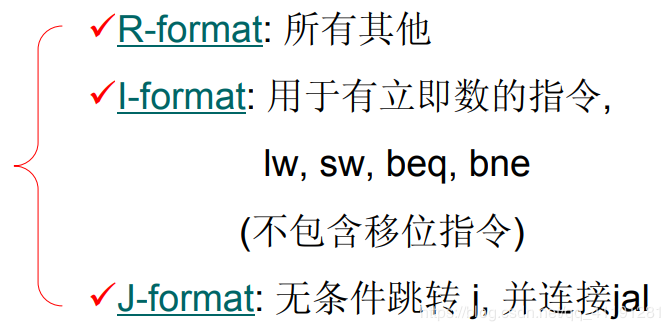 ✓R-format: 所有其他
✓I-format: 用于有立即数的指令,
lw, sw, beq, bne
(不包含移位指令)
✓J-format: 无条件跳转 j, 并连接jal